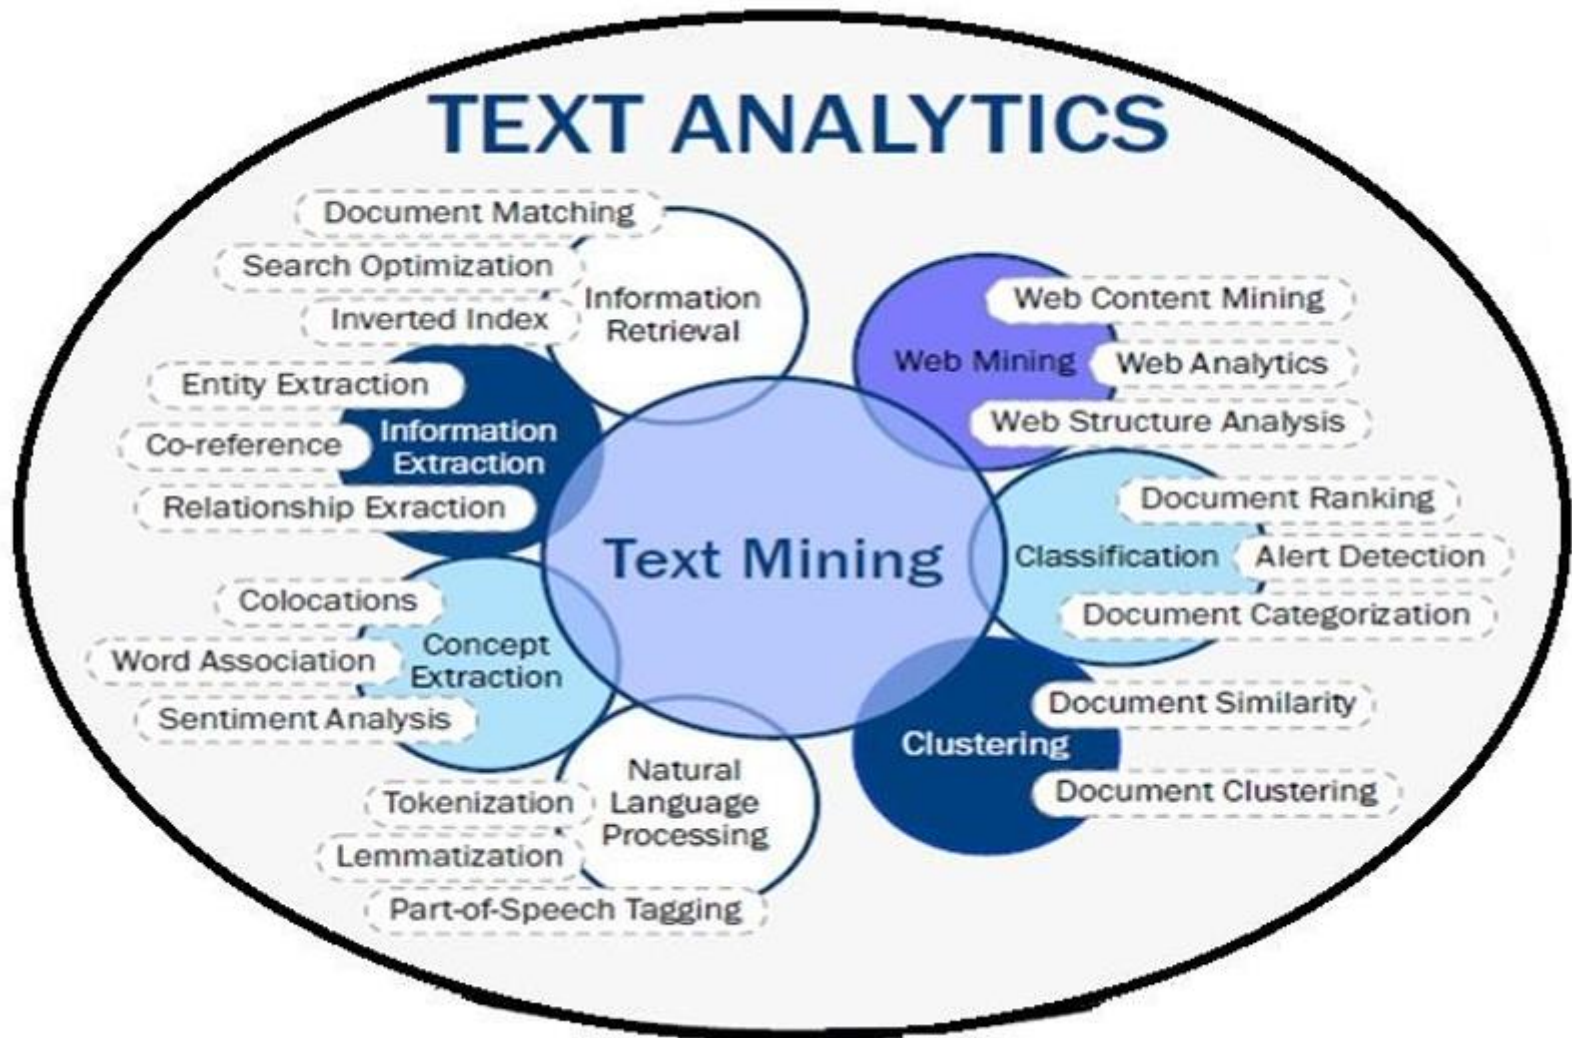 TEXT ANALYTICS
Document Matching
Search Optimization
Inverted Index
Information
Retrieval
Entity Extraction
Co-reference
Relationship Exraction
Information
Extraction
Colocations
Word Association
Sentiment Analysis
Concept
Extraction
Tokenization
Lemmatization
Part-of-Speech Tagging
Natural
Language
Processing
Text Mining
Web Mining
Web Content Mining
Web Analytics
Web Structure Analysis
Classification
Document Ranking
Alert Detection
Document Categorization
Clustering
Document Similarity
Document Clustering